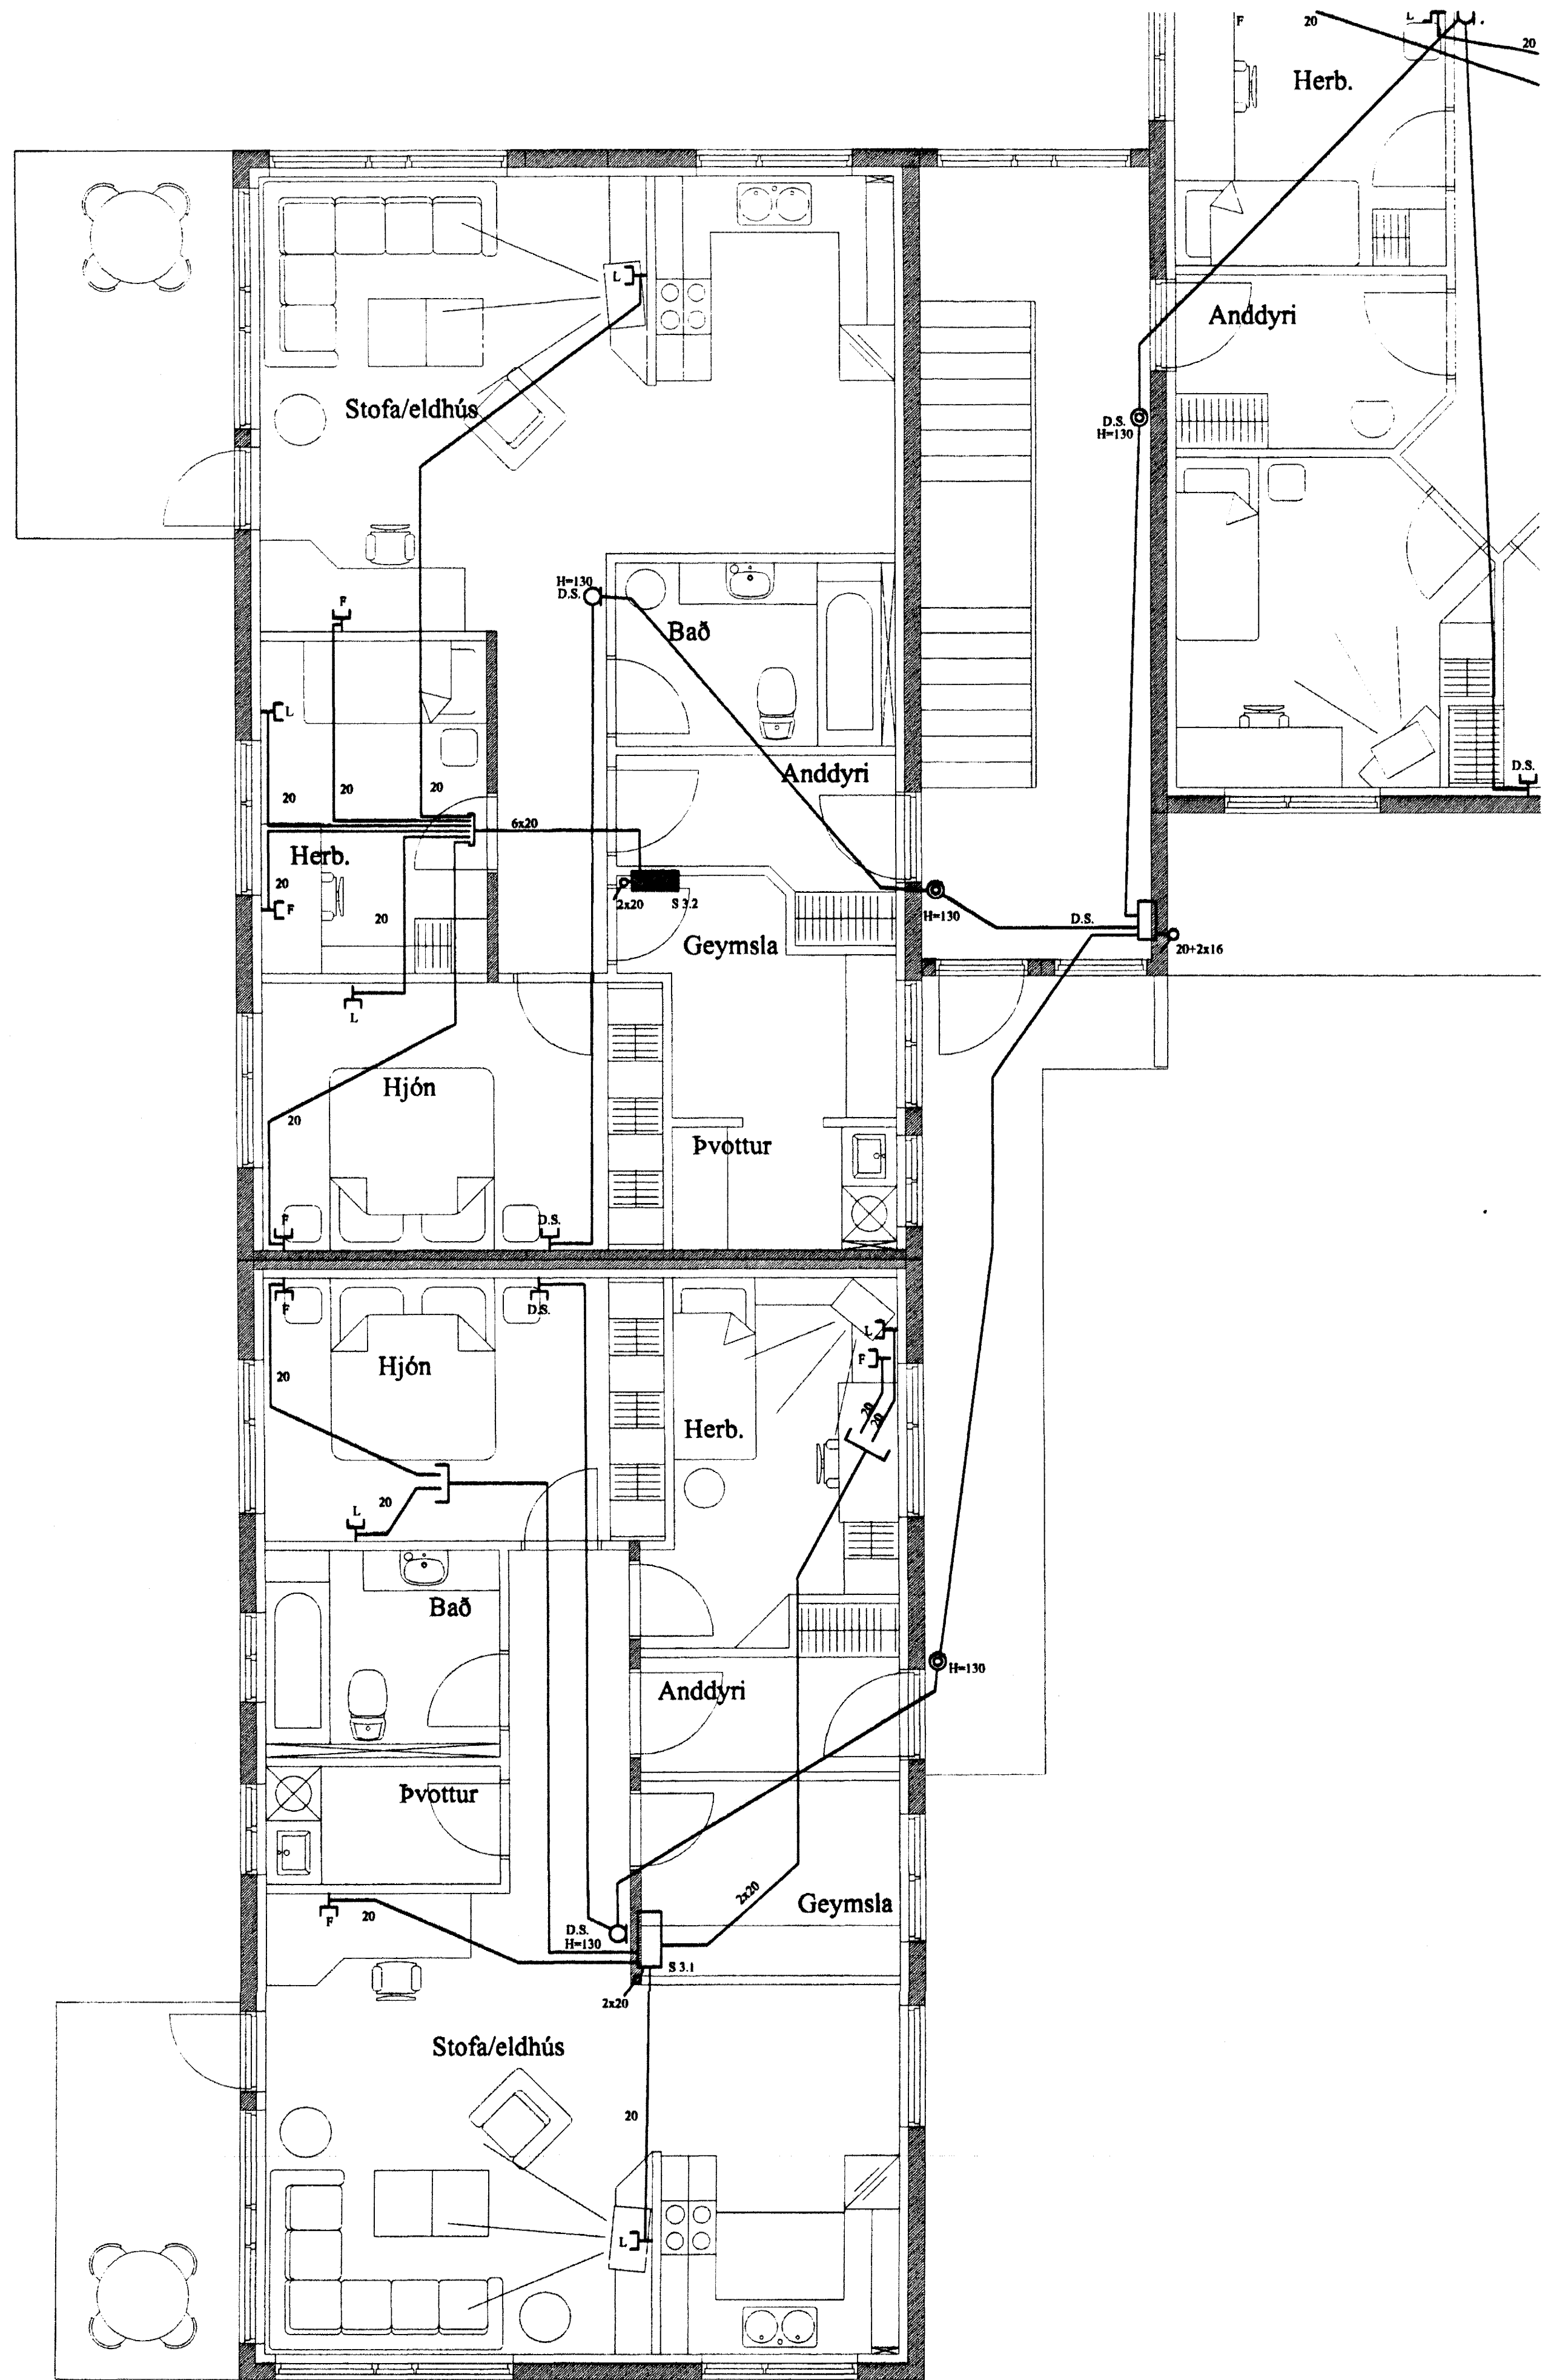 F
20
L
20
Herb.
L
Anddyri
Stofa/eldhús
D.S.
H=130
H=130
D.S.
F
Bað
L
Anddyri
D.S.
20
20
20
6x20
Herb.
20
F
20
2x20
S 3.2
H=130
D.S.
Geymsla
20+2x16
L
Hjón
20
Þvottur
F
D.S.
F
D.S.
L
Hjón
F
20
20
20
Herb.
20
L
Bað
H=130
Anddyri
Þvottur
2x20
Geymsla
F
20
D.S.
H=130
S 3.1
2x20
Stofa/eldhús
20
L